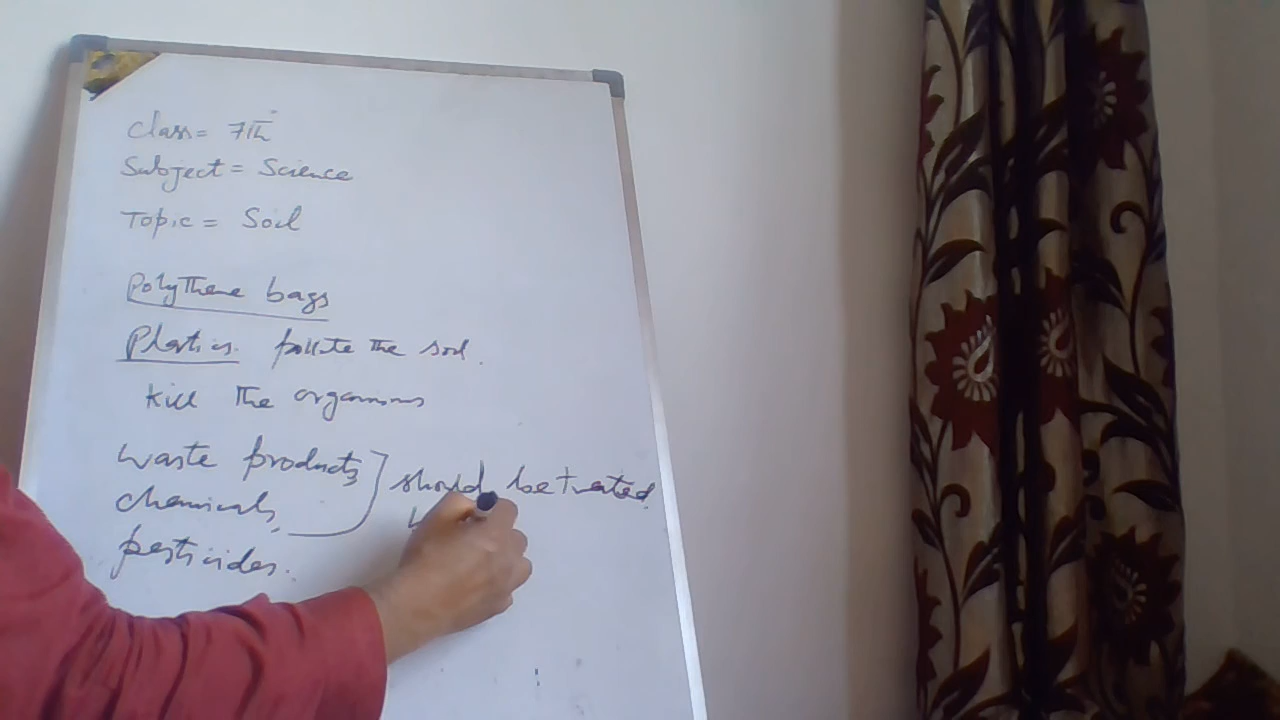 Class = 7th
Subject = Science
Topic = Soil
Polythene bags
Plastics. pollute the soil.
kill the organisms
waste products
should be treated
chemicals,
pesticides.